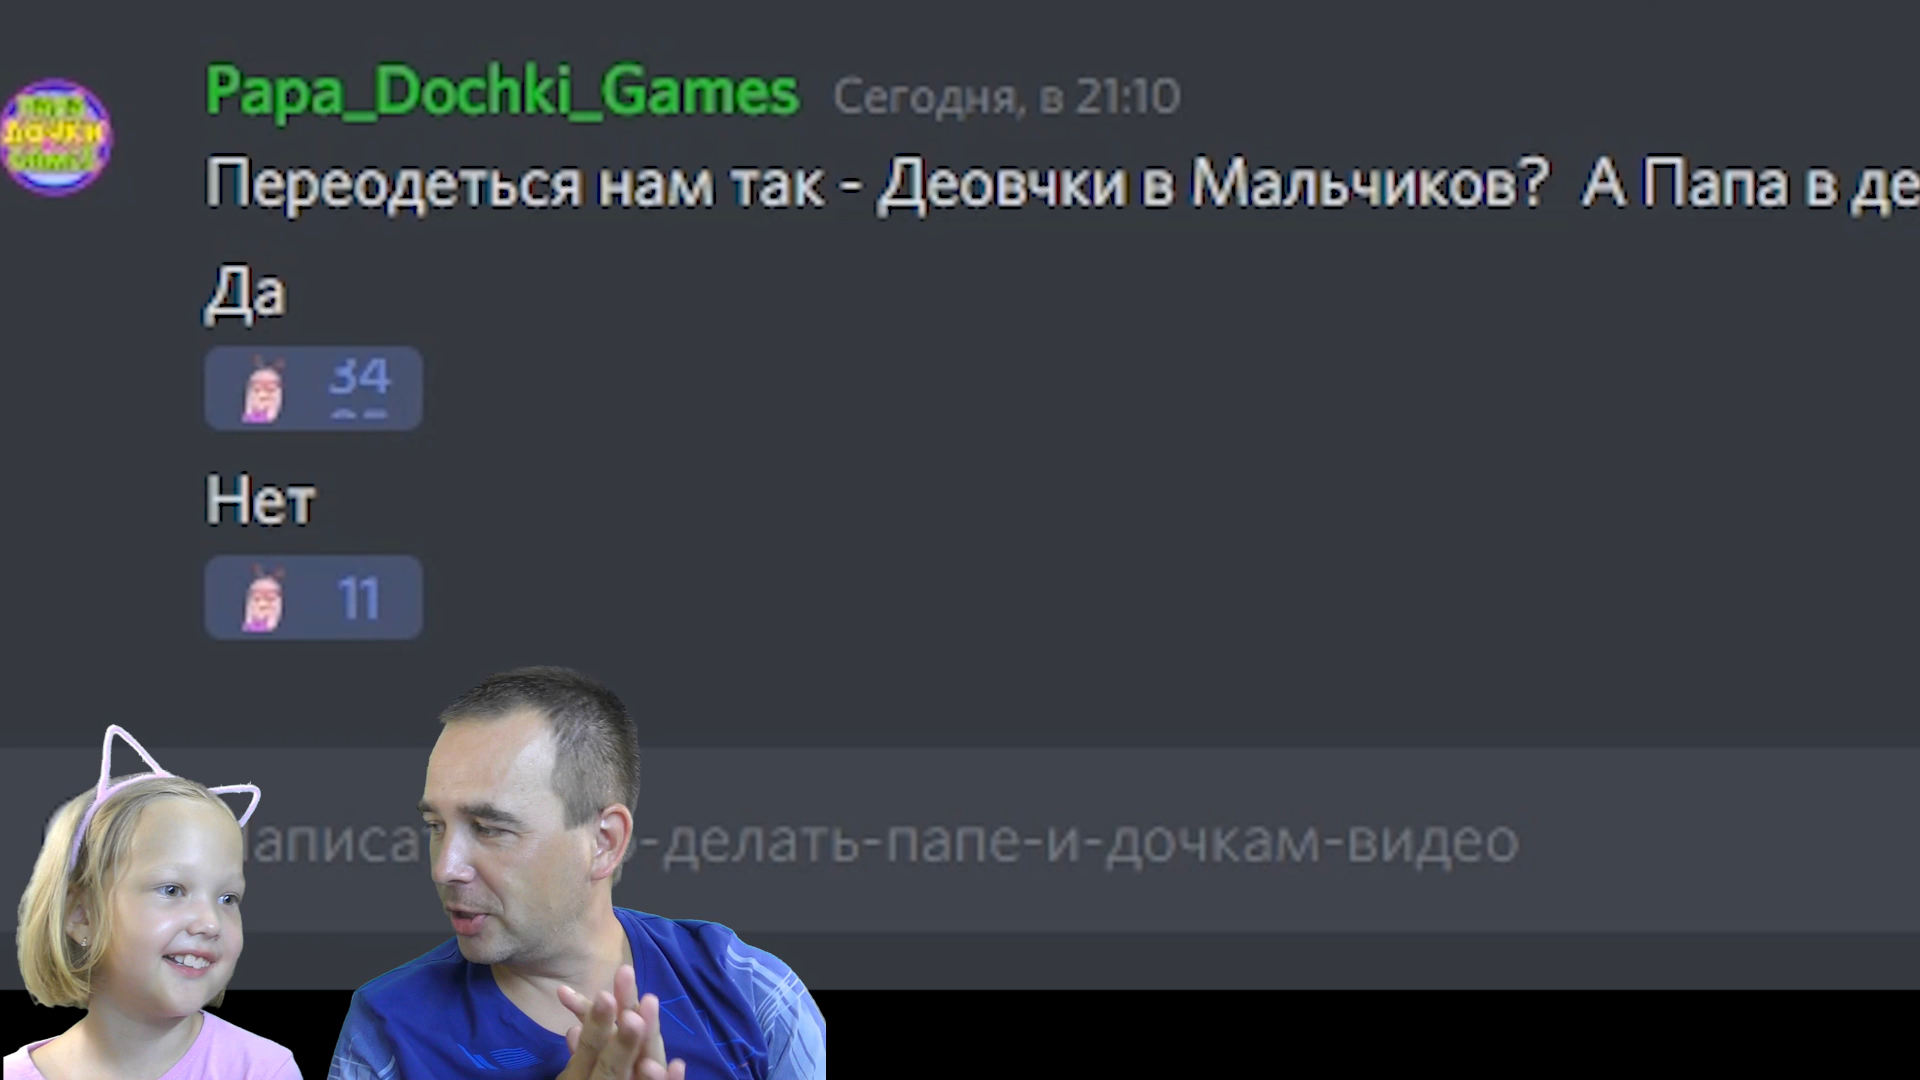 Papa_Dochki_Games Сегодня, в 21:10
Переодеться нам так - Деовчки в Мальчиков? А Папа в де
Да
34
Нет
11
-делать-папе-и-дочкам-видео